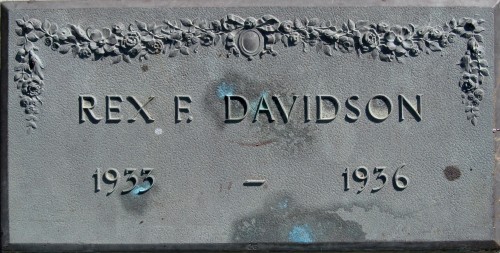 REX F. DAVIDSON
1933 – 1936